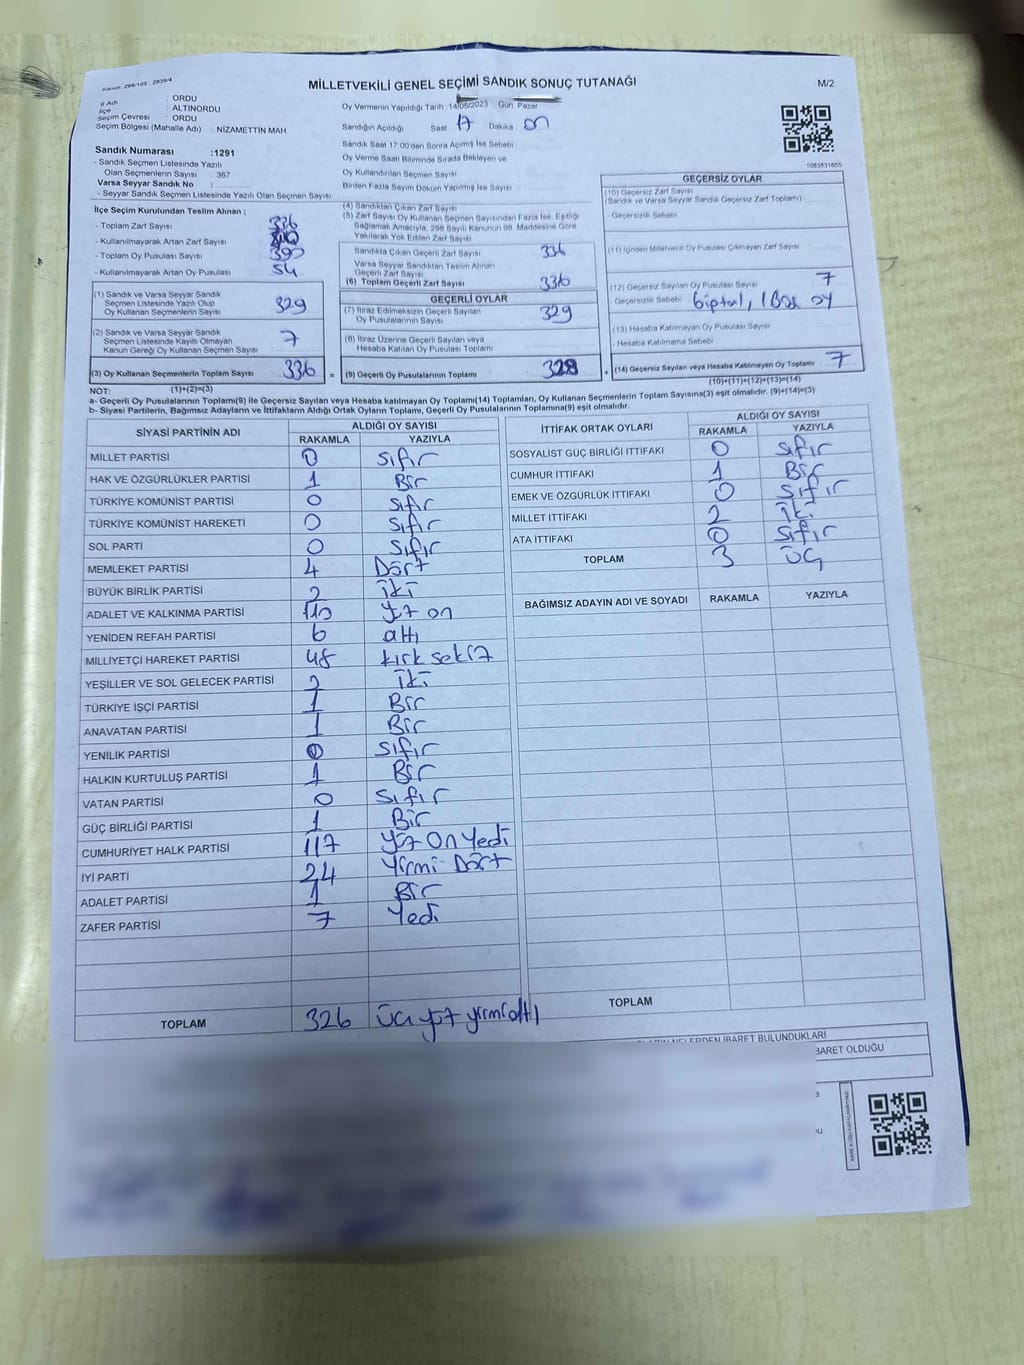 Kanun: 298/105 . 2839/4
MİLLETVEKİLİ GENEL SEÇİMİ SANDIK SONUÇ TUTANAĞI
M/2
İl Adı : ORDU
İlçe : ALTINORDU
Seçim Çevresi : ORDU
Seçim Bölgesi (Mahalle Adı) : NİZAMETTİN MAH
Sandık Numarası :1291
- Sandık Seçmen Listesinde Yazılı
Olan Seçmenlerin Sayısı : 367
Varsa Seyyar Sandık No :
- Seyyar Sandık Seçmen Listesinde Yazılı Olan Seçmen Sayısı
Oy Vermenin Yapıldığı Tarih 14/05/2023 Gün Pazar
Sandığın Açıldığı Saat 17 Dakika on
Sandık Saat 17.00'den Sonra Açılmış İse Sebebi
Oy Verme Saati Bitiminde Sırada Bekleyen ve
Oy Kullandırılan Seçmen Sayısı
Birden Fazla Sayım Döküm Yapılmış İse Sayısı
1083831605
İlçe Seçim Kurulundan Teslim Alınan ;
- Toplam Zarf Sayısı : 336
- Kullanılmayarak Artan Zarf Sayısı :
- Toplam Oy Pusulası Sayısı : 390
- Kullanılmayarak Artan Oy Pusulası : 54
(4) Sandıktan Çıkan Zarf Sayısı
(5) Zarf Sayısı Oy Kullanan Seçmen Sayısından Fazla İse, Eşitliği
Sağlamak Amacıyla, 298 Sayılı Kanunun 98. Maddesine Göre
Yakılarak Yok Edilen Zarf Sayısı
Sandıkta Çıkan Geçerli Zarf Sayısı 336
Varsa Seyyar Sandıktan Teslim Alınan
Geçerli Zarf Sayısı
(6) Toplam Geçerli Zarf Sayısı 336
GEÇERSİZ OYLAR
(10) Geçersiz Zarf Sayısı
(Sandık ve Varsa Seyyar Sandık Geçersiz Zarf Toplamı)
- Geçersizlik Sebebi
(11) İçinden Milletvekili Oy Pusulası Çıkmayan Zarf Sayısı
(12) Geçersiz Sayılan Oy Pusulası Sayısı 7
- Geçersizlik Sebebi 6iptal, 1Boş oy
(13) Hesaba Katılmayan Oy Pusulası Sayısı
- Hesaba Katılmama Sebebi
(14) Geçersiz Sayılan veya Hesaba Katılmayan Oy Toplamı 7
(10)+(11)+(12)+(13)=(14)
(1) Sandık ve Varsa Seyyar Sandık
Seçmen Listesinde Yazılı Olup
Oy Kullanan Seçmenlerin Sayısı 329
(2) Sandık ve Varsa Seyyar Sandık
Seçmen Listesinde Kayıtlı Olmayan
Kanun Gereği Oy Kullanan Seçmen Sayısı 7
(3) Oy Kullanan Seçmenlerin Toplam Sayısı 336 =
(1)+(2)=(3)
GEÇERLİ OYLAR
(7) İtiraz Edilmeksizin Geçerli Sayılan
Oy Pusulalarının Sayısı 329
(8) İtiraz Üzerine Geçerli Sayılan veya
Hesaba Katılan Oy Pusulası Toplamı
(9) Geçerli Oy Pusulalarının Toplamı 329 +
NOT:
a- Geçerli Oy Pusulalarının Toplamı(9) ile Geçersiz Sayılan veya Hesaba katılmayan Oy Toplamı(14) Toplamları, Oy Kullanan Seçmenlerin Toplam Sayısına(3) eşit olmalıdır. (9)+(14)=(3)
b- Siyasi Partilerin, Bağımsız Adayların ve İttifakların Aldığı Ortak Oyların Toplamı, Geçerli Oy Pusulalarının Toplamına(9) eşit olmalıdır.
SİYASİ PARTİNİN ADI ALDIĞI OY SAYISI
RAKAMLA YAZIYLA
MİLLET PARTİSİ 0 sıfır
HAK VE ÖZGÜRLÜKLER PARTİSİ 1 Bir
TÜRKİYE KOMÜNİST PARTİSİ 0 sıfır
TÜRKİYE KOMÜNİST HAREKETİ 0 sıfır
SOL PARTİ 0 sıfır
MEMLEKET PARTİSİ 4 Dört
BÜYÜK BİRLİK PARTİSİ 2 iki
ADALET VE KALKINMA PARTİSİ 110 yüz on
YENİDEN REFAH PARTİSİ 6 altı
MİLLİYETÇİ HAREKET PARTİSİ 48 kırk sekiz
YEŞİLLER VE SOL GELECEK PARTİSİ 2 iki
TÜRKİYE İŞÇİ PARTİSİ 1 Bir
ANAVATAN PARTİSİ 1 Bir
YENİLİK PARTİSİ 0 sıfır
HALKIN KURTULUŞ PARTİSİ 1 Bir
VATAN PARTİSİ 0 sıfır
GÜÇ BİRLİĞİ PARTİSİ 1 Bir
CUMHURİYET HALK PARTİSİ 117 yüz on yedi
İYİ PARTİ 24 yirmi Dört
ADALET PARTİSİ 1 Bir
ZAFER PARTİSİ 7 Yedi
TOPLAM 326 üç yüz yirmi altı
İTTİFAK ORTAK OYLARI ALDIĞI OY SAYISI
RAKAMLA YAZIYLA
SOSYALİST GÜÇ BİRLİĞİ İTTİFAKI 0 sıfır
CUMHUR İTTİFAKI 1 Bir
EMEK VE ÖZGÜRLÜK İTTİFAKI 0 sıfır
MİLLET İTTİFAKI 2 iki
ATA İTTİFAKI 0 sıfır
TOPLAM 3 üç
BAĞIMSIZ ADAYIN ADI VE SOYADI RAKAMLA YAZIYLA
TOPLAM
NELERDEN İBARET BULUNDUKLARI
BARET OLDUĞU